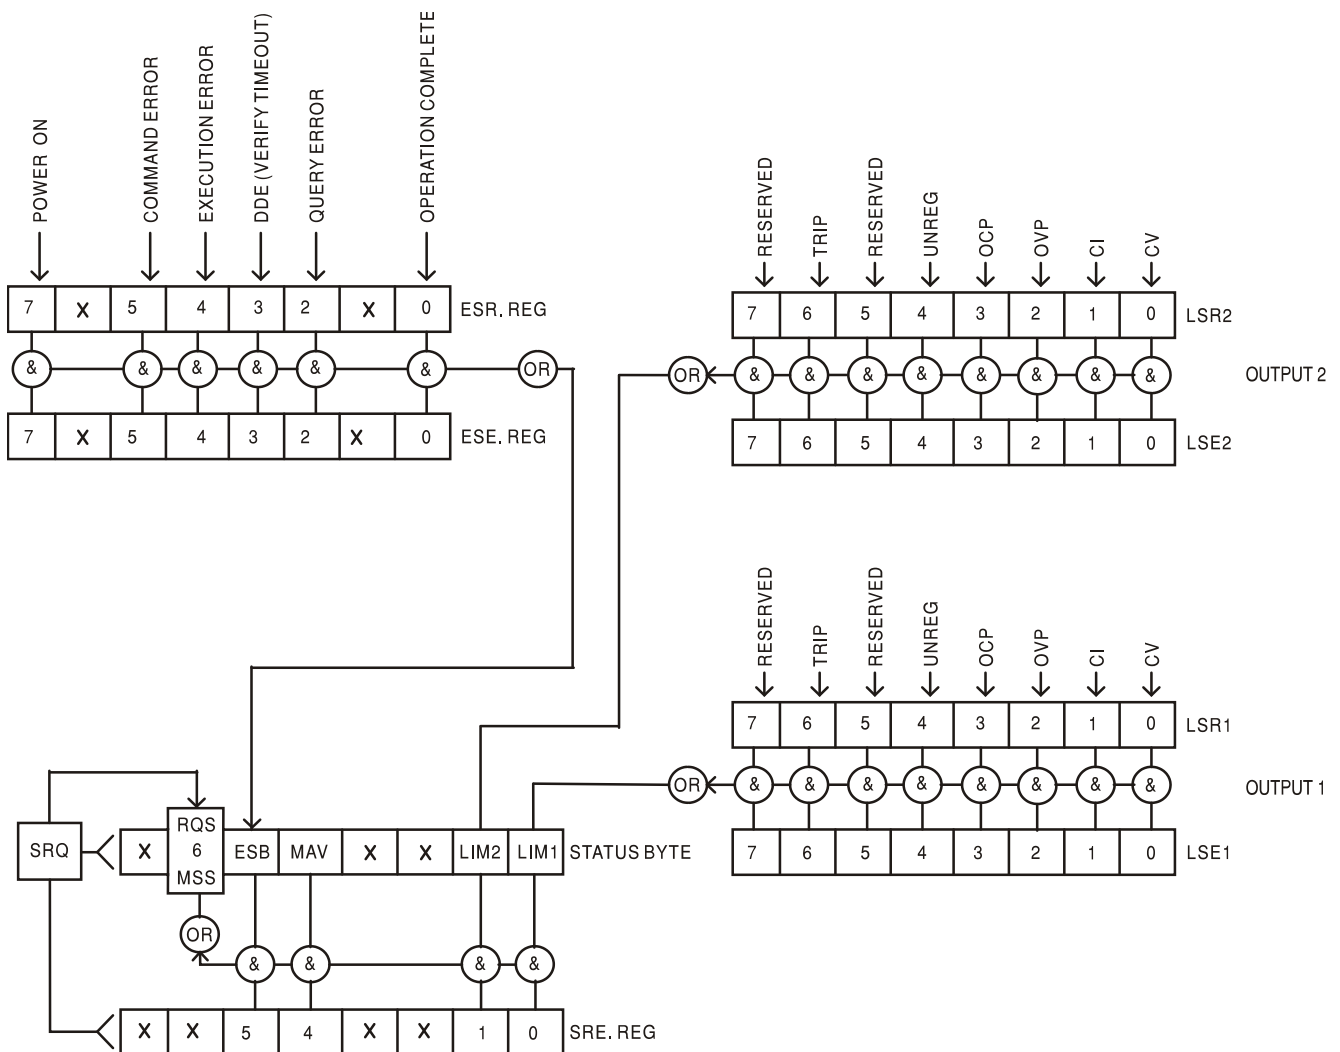 POWER ON
COMMAND ERROR
EXECUTION ERROR
DDE (VERIFY TIMEOUT)
QUERY ERROR
OPERATION COMPLETE
7 X 5 4 3 2 X 0 ESR. REG
& & & & & & OR
7 X 5 4 3 2 X 0 ESE. REG
RESERVED
TRIP
RESERVED
UNREG
OCP
OVP
CI
CV
7 6 5 4 3 2 1 0 LSR2
OR & & & & & & & & OUTPUT 2
7 6 5 4 3 2 1 0 LSE2
RESERVED
TRIP
RESERVED
UNREG
OCP
OVP
CI
CV
7 6 5 4 3 2 1 0 LSR1
OR & & & & & & & & OUTPUT 1
7 6 5 4 3 2 1 0 LSE1
SRQ
X RQS 6 MSS ESB MAV X X LIM2 LIM1 STATUS BYTE
OR
& & & &
X X 5 4 X X 1 0 SRE. REG